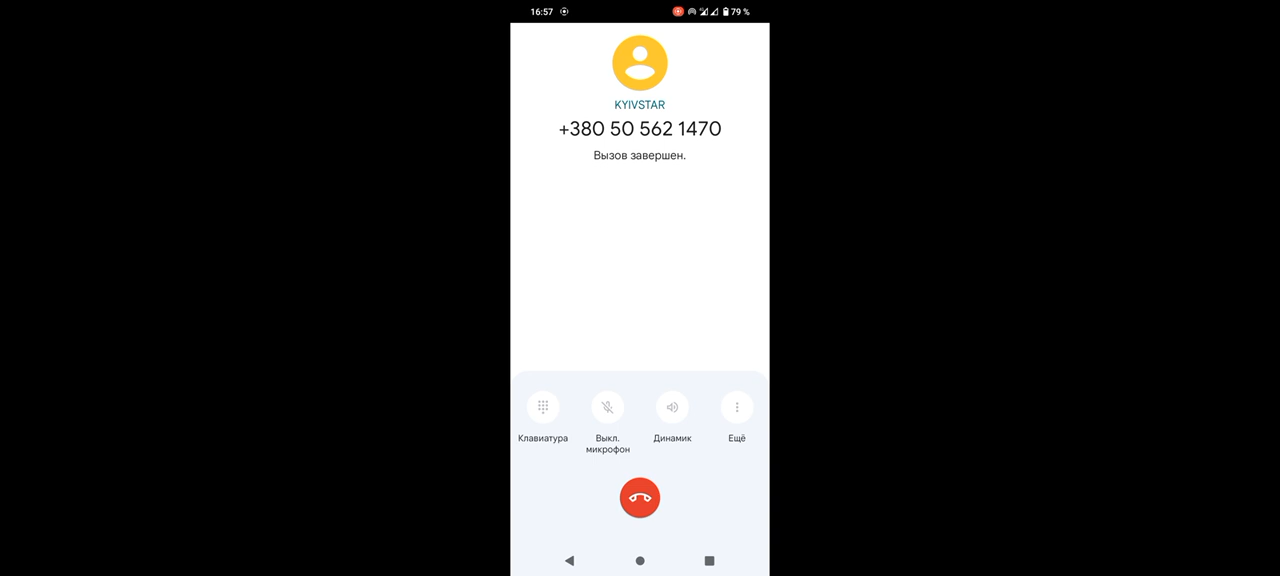 16:57
79 %
KYIVSTAR
+380 50 562 1470
Вызов завершен.
Клавиатура
Выкл.
микрофон
Динамик
Ещё